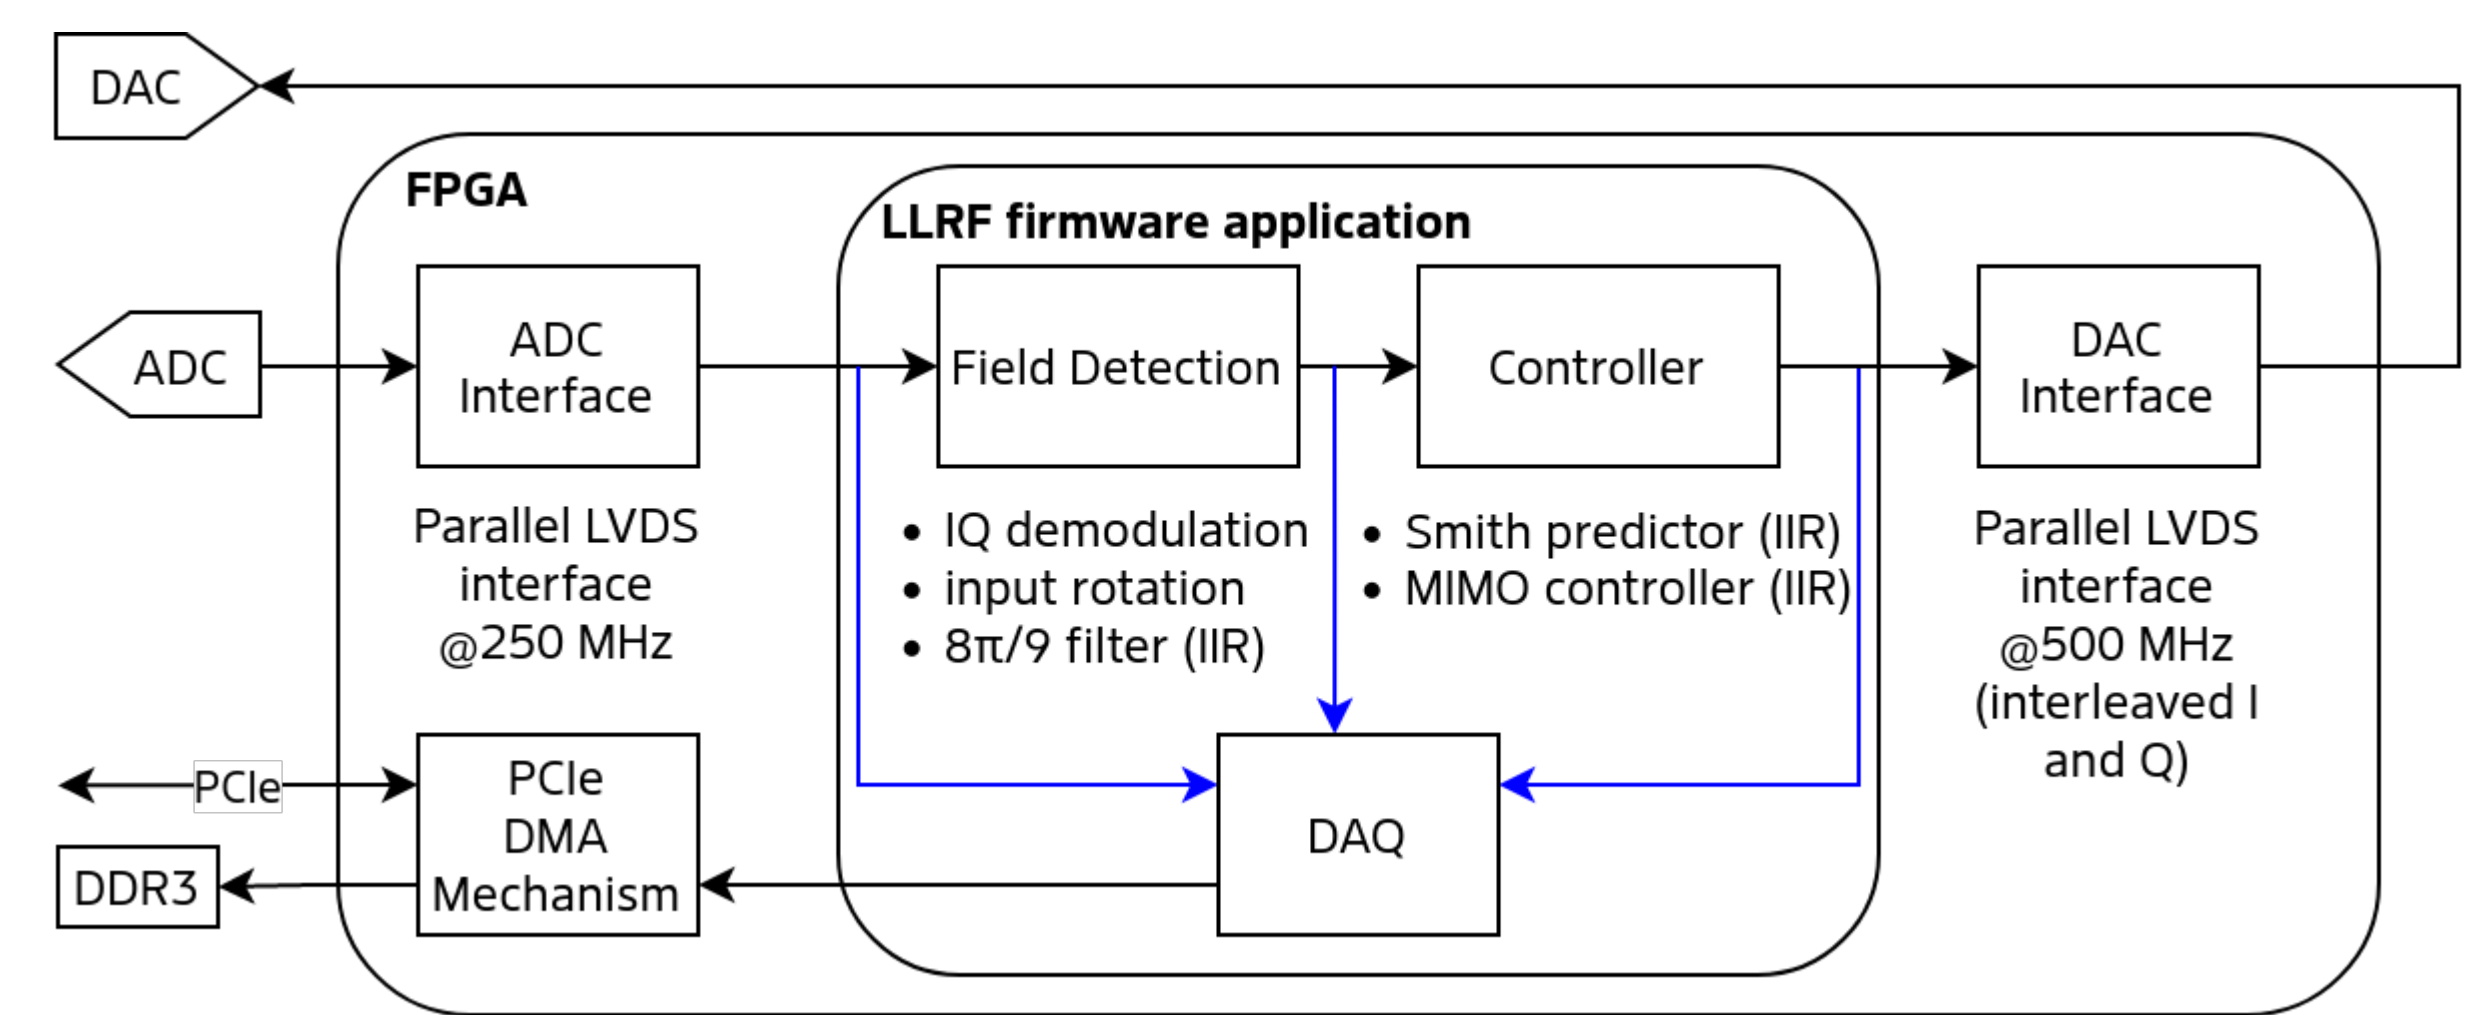 DAC
FPGA
LLRF firmware application
ADC
ADC
Interface
Field Detection
Controller
DAC
Interface
Parallel LVDS
interface
@250 MHz
• IQ demodulation
• input rotation
• 8π/9 filter (IIR)
• Smith predictor (IIR)
• MIMO controller (IIR)
Parallel LVDS
interface
@500 MHz
(interleaved I
and Q)
PCIe
PCIe
DMA
Mechanism
DAQ
DDR3